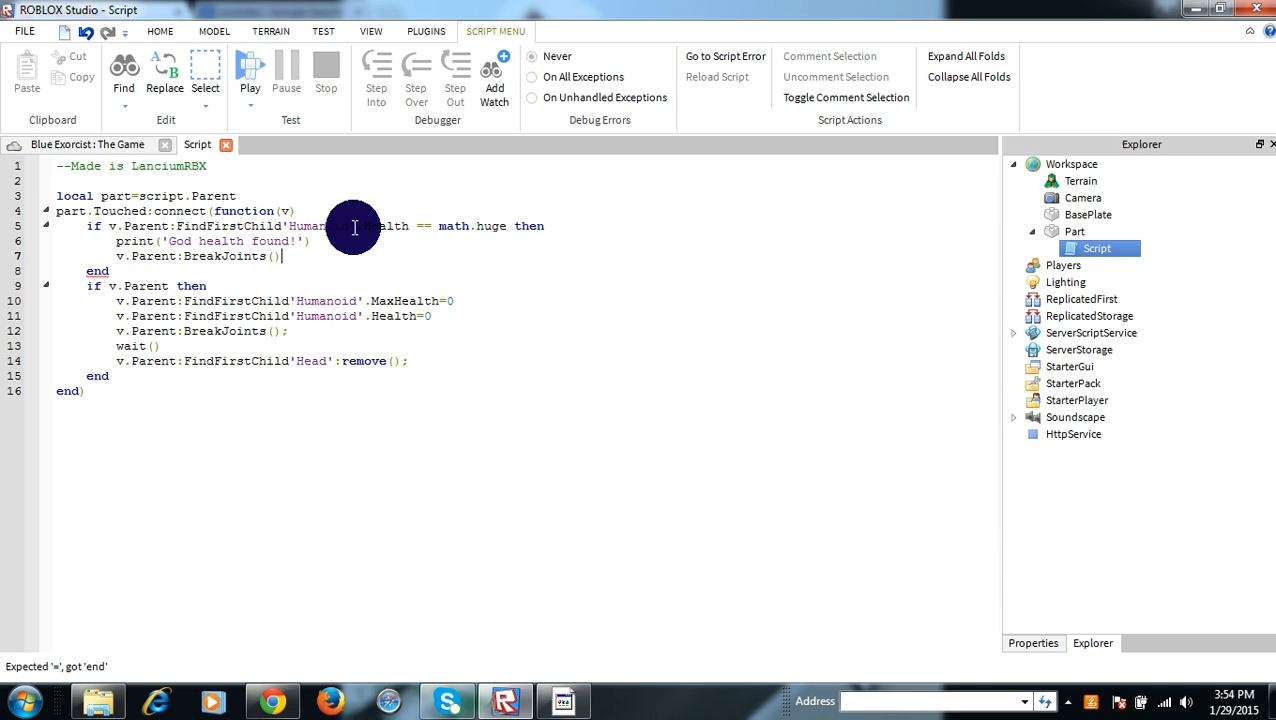 ROBLOX Studio - Script
FILE HOME MODEL TERRAIN TEST VIEW PLUGINS SCRIPT MENU
Paste
Cut
Copy
Clipboard
Find
Replace
Select
Edit
Play
Pause
Stop
Test
Step Into
Step Over
Step Out
Add Watch
Debugger
Never
On All Exceptions
On Unhandled Exceptions
Debug Errors
Go to Script Error
Reload Script
Comment Selection
Uncomment Selection
Toggle Comment Selection
Expand All Folds
Collapse All Folds
Script Actions
Blue Exorcist: The Game
Script
1 --Made is LanciumRBX
2
3 local part=script.Parent
4 part.Touched:connect(function(v)
5 if v.Parent:FindFirstChild'Humanoid'.Health == math.huge then
6 print('God health found!')
7 v.Parent:BreakJoints()
8 end
9 if v.Parent then
10 v.Parent:FindFirstChild'Humanoid'.MaxHealth=0
11 v.Parent:FindFirstChild'Humanoid'.Health=0
12 v.Parent:BreakJoints();
13 wait()
14 v.Parent:FindFirstChild'Head':remove();
15 end
16 end)
Explorer
Workspace
Terrain
Camera
BasePlate
Part
Script
Players
Lighting
ReplicatedFirst
ReplicatedStorage
ServerScriptService
ServerStorage
StarterGui
StarterPack
StarterPlayer
Soundscape
HttpService
Properties Explorer
Expected '=', got 'end'
Address
3:54 PM
1/29/2015